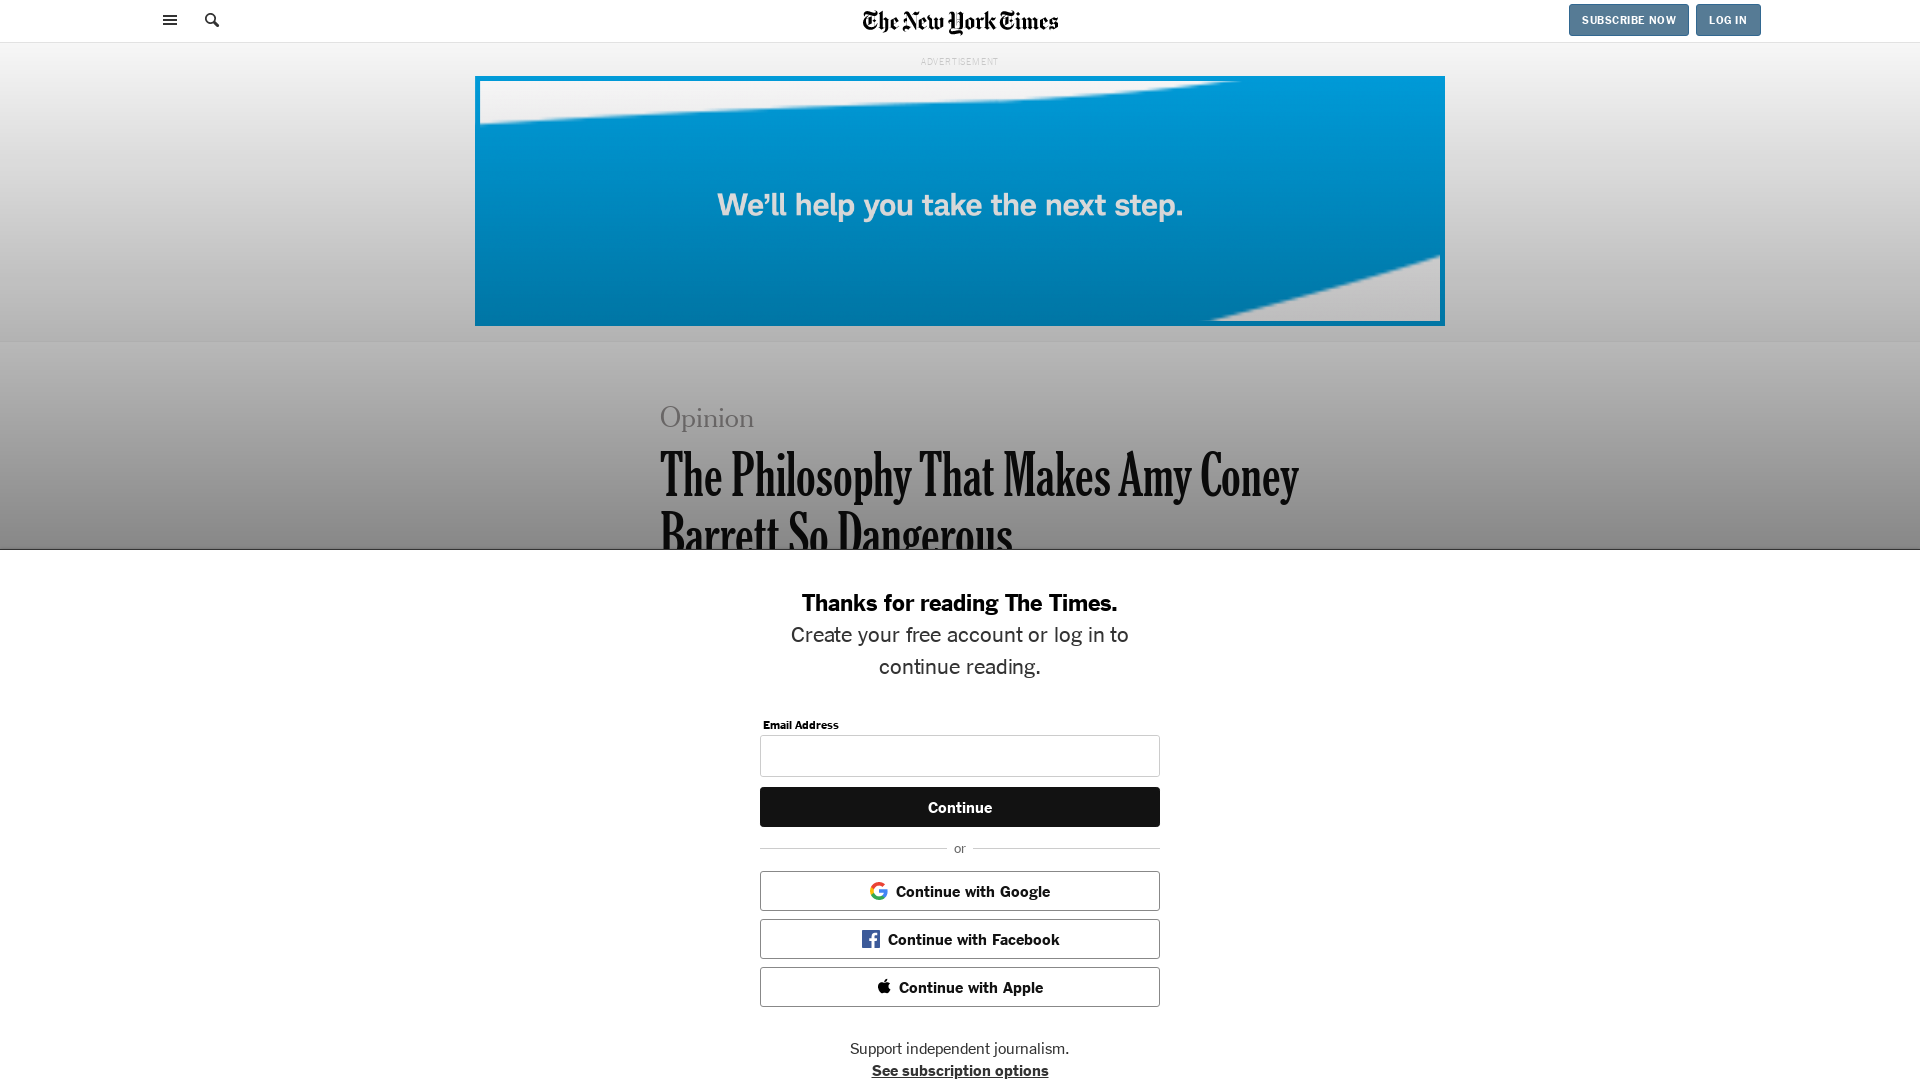 The New York Times
SUBSCRIBE NOW
LOG IN
ADVERTISEMENT
We'll help you take the next step.
Opinion
The Philosophy That Makes Amy Coney
Barrett So Dangerous
Thanks for reading The Times.
Create your free account or log in to
continue reading.
Email Address
Continue
or
Continue with Google
Continue with Facebook
Continue with Apple
Support independent journalism.
See subscription options